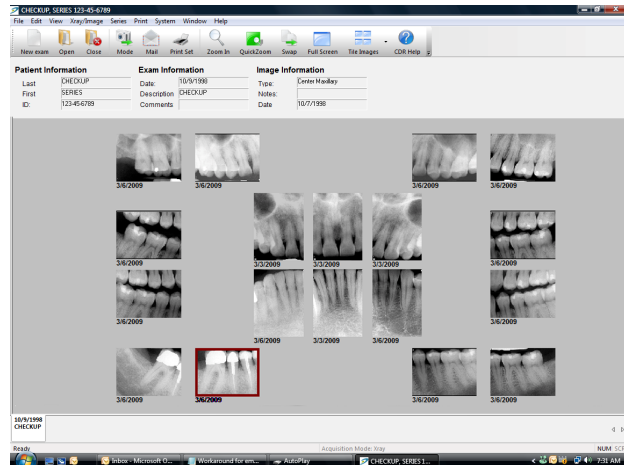 CHECKUP, SERIES 123-45-6789
File Edit View Xray/Image Series Print System Window Help
New exam Open Close Mode Mail Print Set Zoom In QuickZoom Swap Full Screen Tile Images CDR Help
Patient Information Exam Information Image Information
Last CHECKUP Date: 10/9/1998 Type: Center Maxillary
First SERIES Description CHECKUP Notes:
ID: 123-45-6789 Comments Date 10/7/1998
3/6/2009 3/6/2009 3/6/2009 3/6/2009
3/6/2009 3/3/2009 3/3/2009 3/3/2009 3/6/2009
3/6/2009 3/6/2009 3/3/2009 3/6/2009 3/6/2009
3/6/2009 3/6/2009 3/6/2009 3/6/2009
10/9/1998
CHECKUP
Ready Acquisition Mode: Xray NUM SCR
Inbox - Microsoft O... Workaround for em... AutoPlay CHECKUP, SERIES 1... 7:31 AM